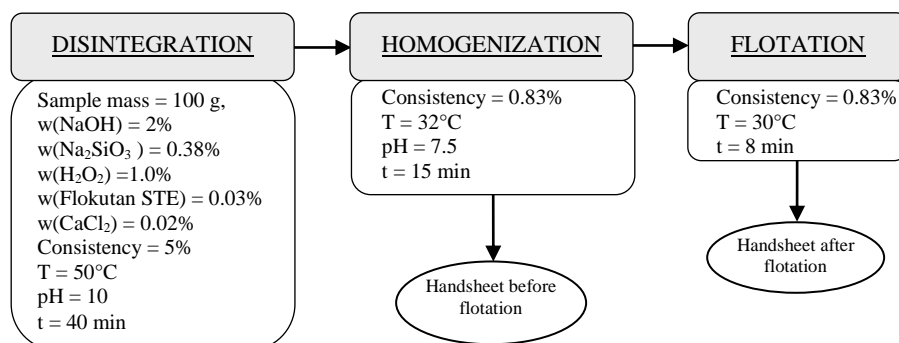 DISINTEGRATION
Sample mass = 100 g,
w(NaOH) = 2%
w(Na₂SiO₃ ) = 0.38%
w(H₂O₂) =1.0%
w(Flokutan STE) = 0.03%
w(CaCl₂) = 0.02%
Consistency = 5%
T = 50°C
pH = 10
t = 40 min
HOMOGENIZATION
Consistency = 0.83%
T = 32°C
pH = 7.5
t = 15 min
Handsheet before
flotation
FLOTATION
Consistency = 0.83%
T = 30°C
t = 8 min
Handsheet after
flotation